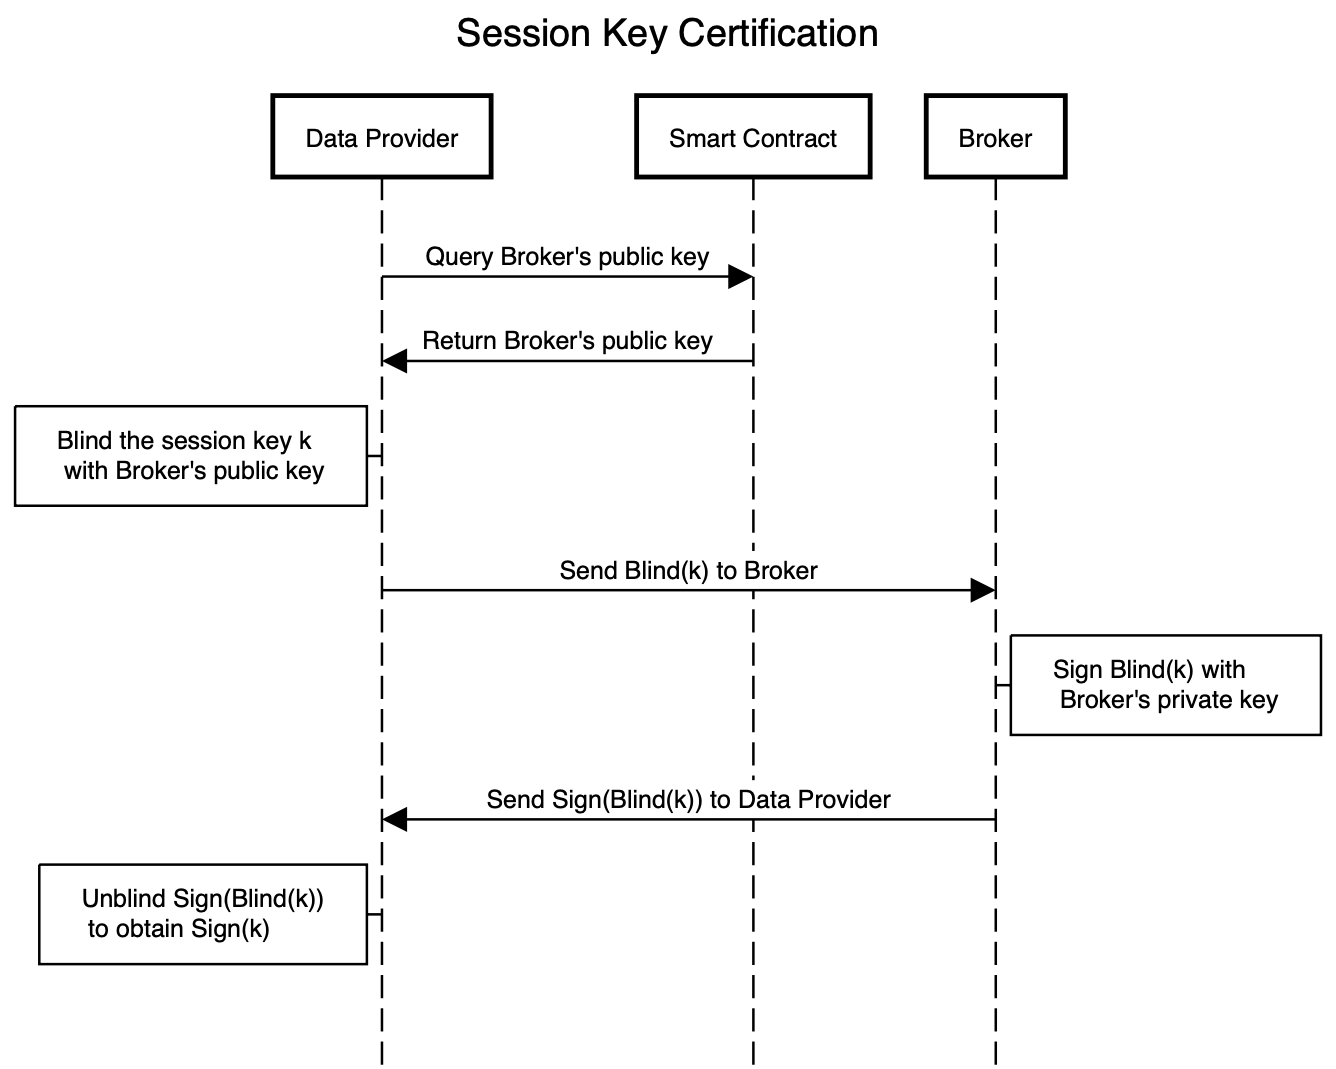 Session Key Certification
Data Provider
Smart Contract
Broker
Query Broker's public key
Return Broker's public key
Blind the session key k
with Broker's public key
Send Blind(k) to Broker
Sign Blind(k) with
Broker's private key
Send Sign(Blind(k)) to Data Provider
Unblind Sign(Blind(k))
to obtain Sign(k)